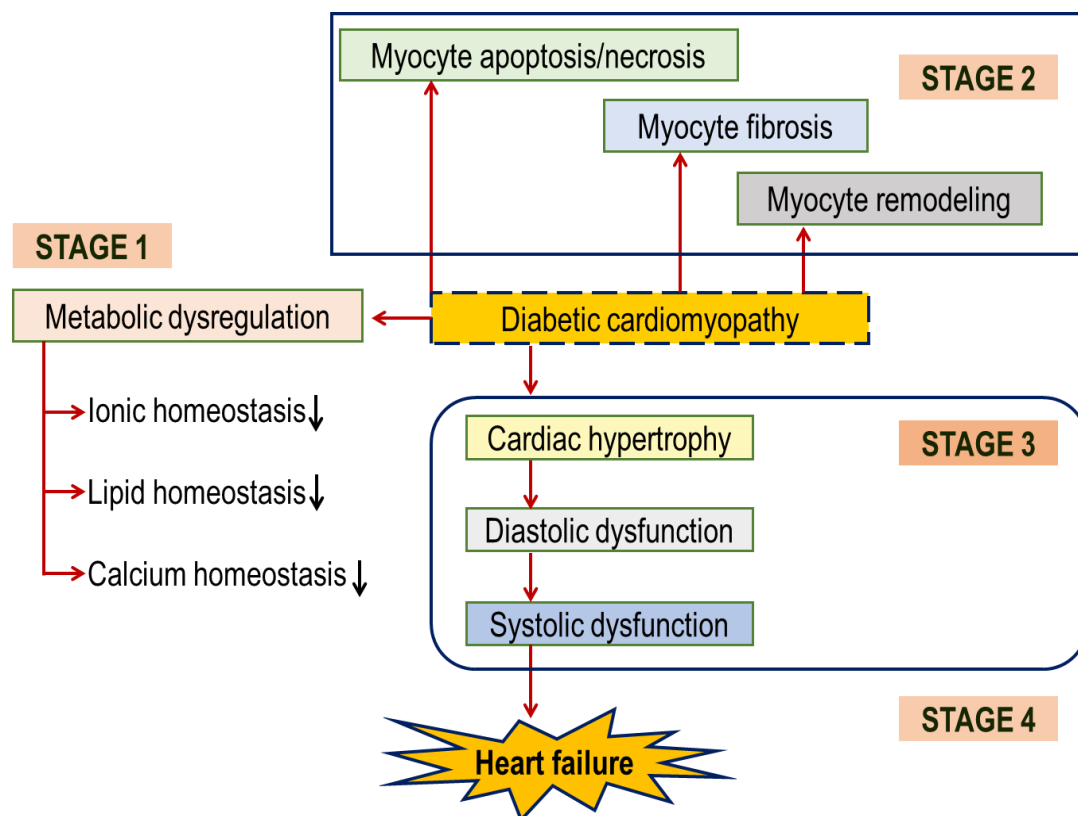 Myocyte apoptosis/necrosis
STAGE 2
Myocyte fibrosis
Myocyte remodeling
STAGE 1
Metabolic dysregulation
Diabetic cardiomyopathy
Ionic homeostasis↓
Lipid homeostasis↓
Calcium homeostasis↓
Cardiac hypertrophy
STAGE 3
Diastolic dysfunction
Systolic dysfunction
STAGE 4
Heart failure